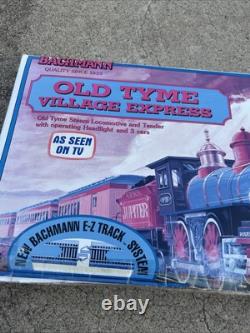 BACHMANN
QUALITY SINCE 1833
OLD TYME
VILLAGE EXPRESS
Old Tyme Steam Locomotive and Tender
with operating Headlight and 3 cars
AS SEEN
ON TV
JUPITER
NEW BACHMANN E-Z TRACK SYSTEM
© ebay